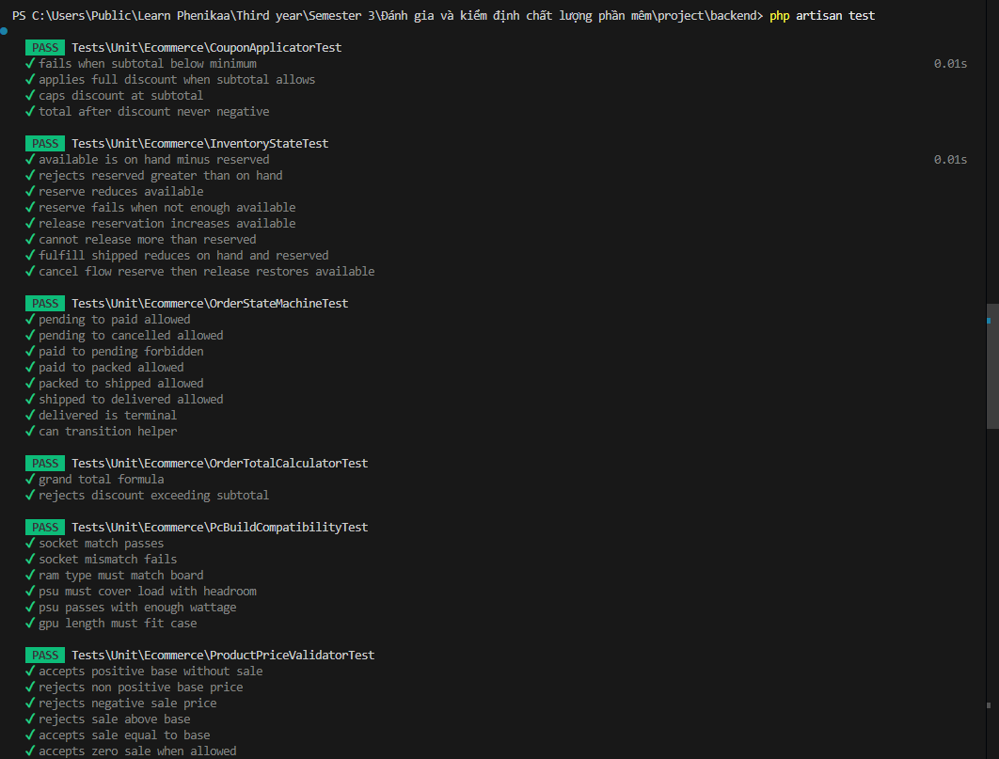 PS C:\Users\Public\Learn Phenikaa\Third year\Semester 3\Đánh gia và kiểm định chất lượng phần mêm\project\backend> php artisan test
PASS Tests\Unit\Ecommerce\CouponApplicatorTest
✓ fails when subtotal below minimum 0.01s
✓ applies full discount when subtotal allows
✓ caps discount at subtotal
✓ total after discount never negative
PASS Tests\Unit\Ecommerce\InventoryStateTest
✓ available is on hand minus reserved 0.01s
✓ rejects reserved greater than on hand
✓ reserve reduces available
✓ reserve fails when not enough available
✓ release reservation increases available
✓ cannot release more than reserved
✓ fulfill shipped reduces on hand and reserved
✓ cancel flow reserve then release restores available
PASS Tests\Unit\Ecommerce\OrderStateMachineTest
✓ pending to paid allowed
✓ pending to cancelled allowed
✓ paid to pending forbidden
✓ paid to packed allowed
✓ packed to shipped allowed
✓ shipped to delivered allowed
✓ delivered is terminal
✓ can transition helper
PASS Tests\Unit\Ecommerce\OrderTotalCalculatorTest
✓ grand total formula
✓ rejects discount exceeding subtotal
PASS Tests\Unit\Ecommerce\PcBuildCompatibilityTest
✓ socket match passes
✓ socket mismatch fails
✓ ram type must match board
✓ psu must cover load with headroom
✓ psu passes with enough wattage
✓ gpu length must fit case
PASS Tests\Unit\Ecommerce\ProductPriceValidatorTest
✓ accepts positive base without sale
✓ rejects non positive base price
✓ rejects negative sale price
✓ rejects sale above base
✓ accepts sale equal to base
✓ accepts zero sale when allowed